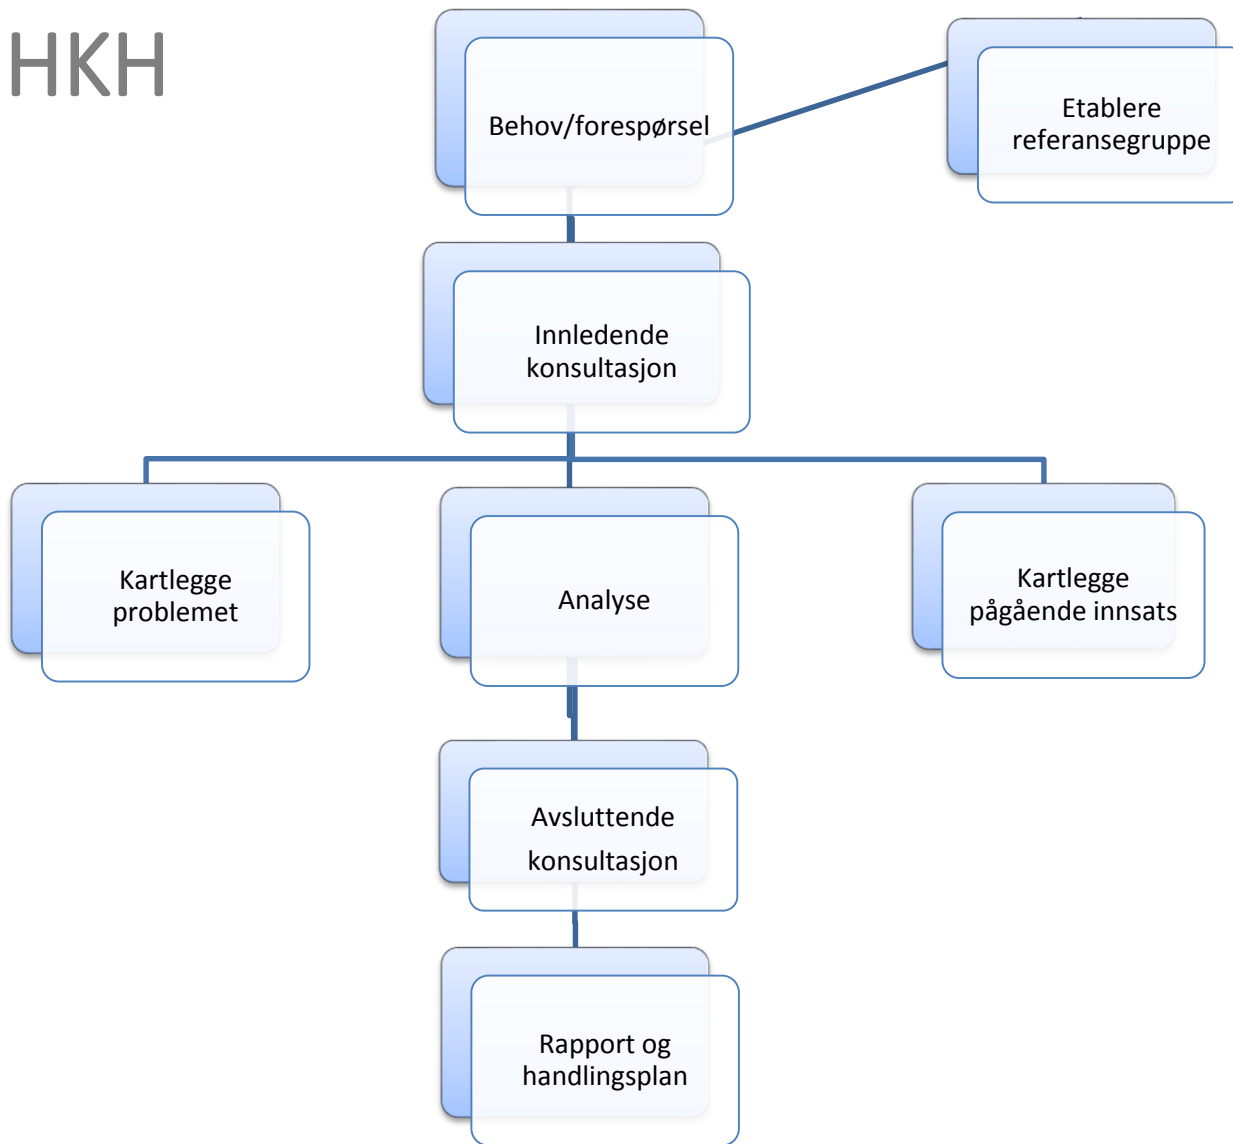 HKH
Behov/forespørsel
Etablere
referansegruppe
Innledende
konsultasjon
Kartlegge
problemet
Analyse
Kartlegge
pågående innsats
Avsluttende
konsultasjon
Rapport og
handlingsplan